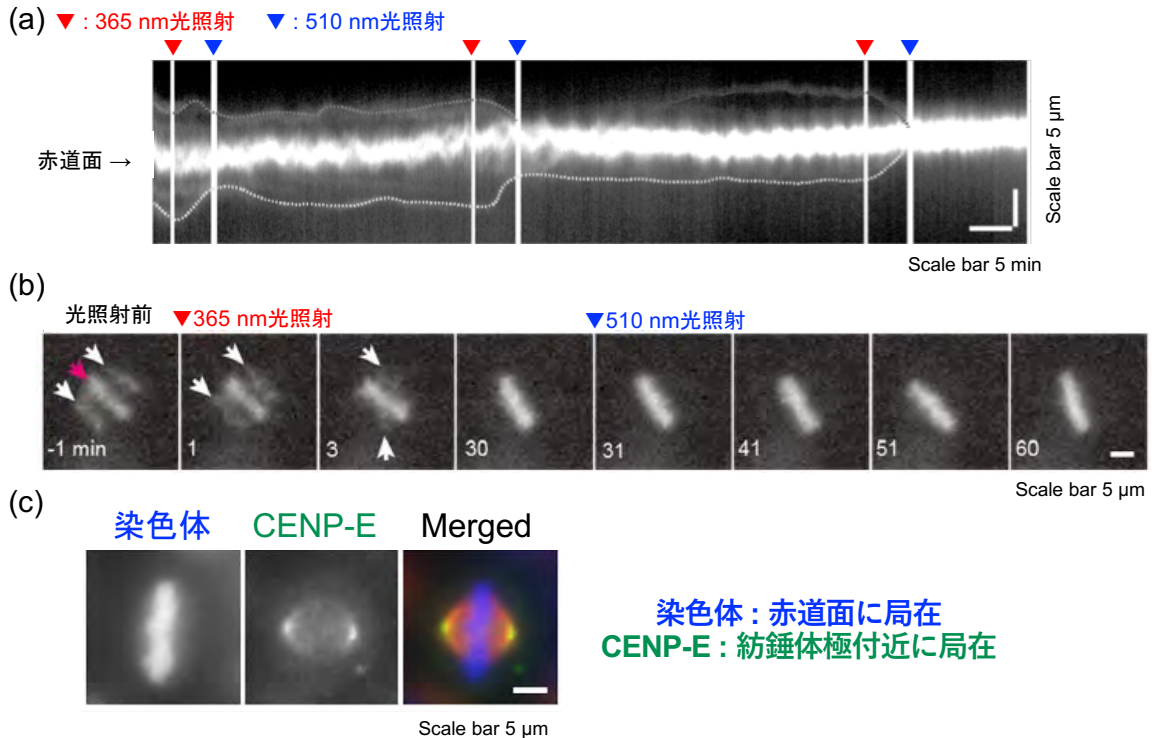 (a) ▼ : 365 nm光照射 ▼ : 510 nm光照射
赤道面 →
Scale bar 5 µm
Scale bar 5 min
(b)
光照射前 ▼365 nm光照射 ▼510 nm光照射
-1 min 1 3 30 31 41 51 60
Scale bar 5 µm
(c)
染色体 CENP-E Merged
染色体 : 赤道面に局在
CENP-E : 紡錘体極付近に局在
Scale bar 5 µm